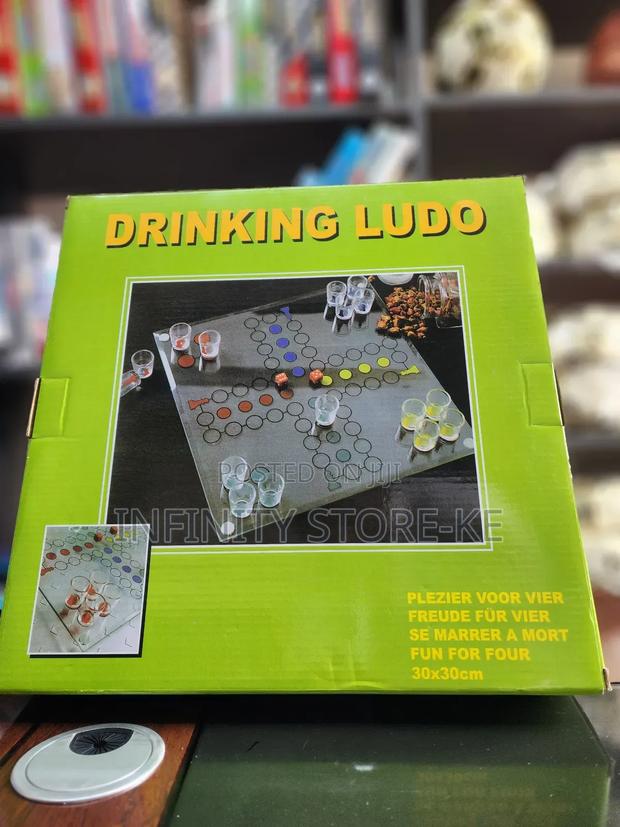 DRINKING LUDO
POSTED ON JIJI
INFINITY STORE-KE
PLEZIER VOOR VIER
FREUDE FÜR VIER
SE MARRER A MORT
FUN FOR FOUR
30x30cm